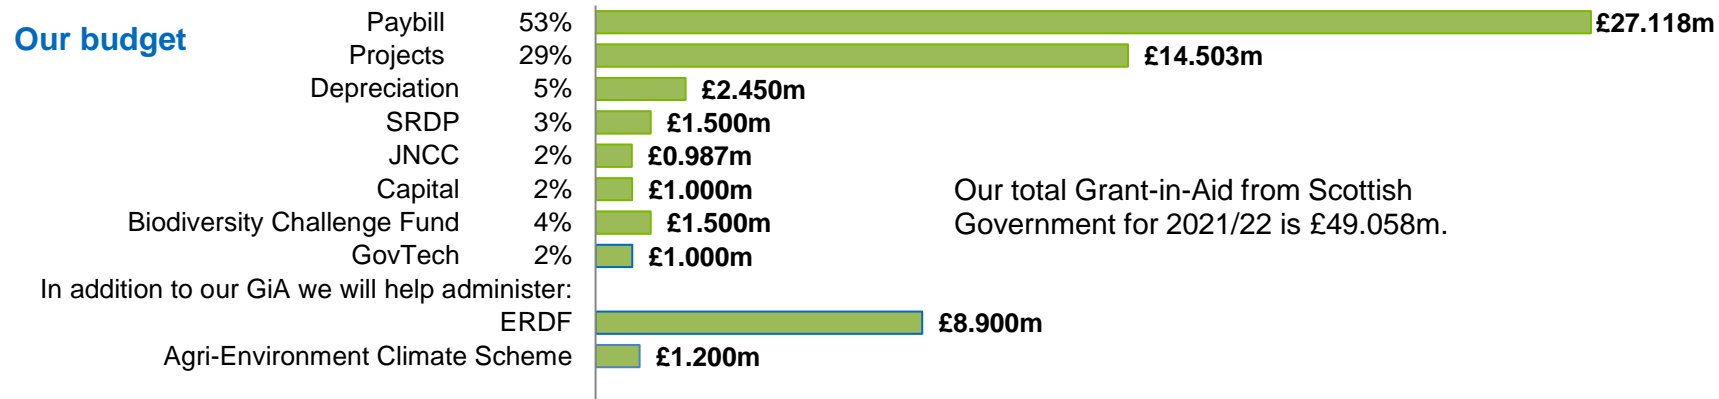 Our budget
Paybill 53% £27.118m
Projects 29% £14.503m
Depreciation 5% £2.450m
SRDP 3% £1.500m
JNCC 2% £0.987m
Capital 2% £1.000m
Biodiversity Challenge Fund 4% £1.500m
GovTech 2% £1.000m
Our total Grant-in-Aid from Scottish
Government for 2021/22 is £49.058m.
In addition to our GiA we will help administer:
ERDF £8.900m
Agri-Environment Climate Scheme £1.200m